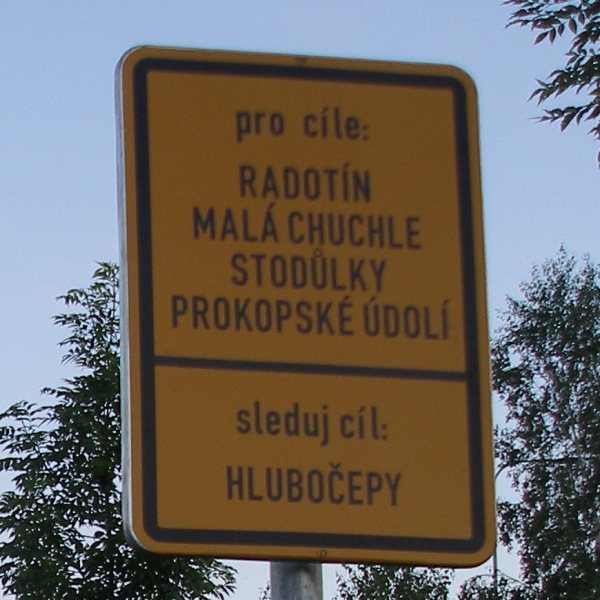 pro cíle:
RADOTÍN
MALÁ CHUCHLE
STODŮLKY
PROKOPSKÉ ÚDOLÍ
sleduj cíl:
HLUBOČEPY